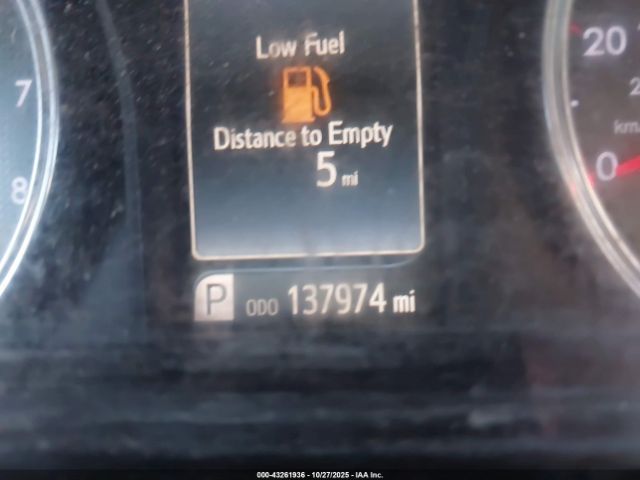 Low Fuel
Distance to Empty
5 mi
7
8
20
km
0
P ODO 137974 mi
000-43261936 - 10/27/2025 - IAA Inc.